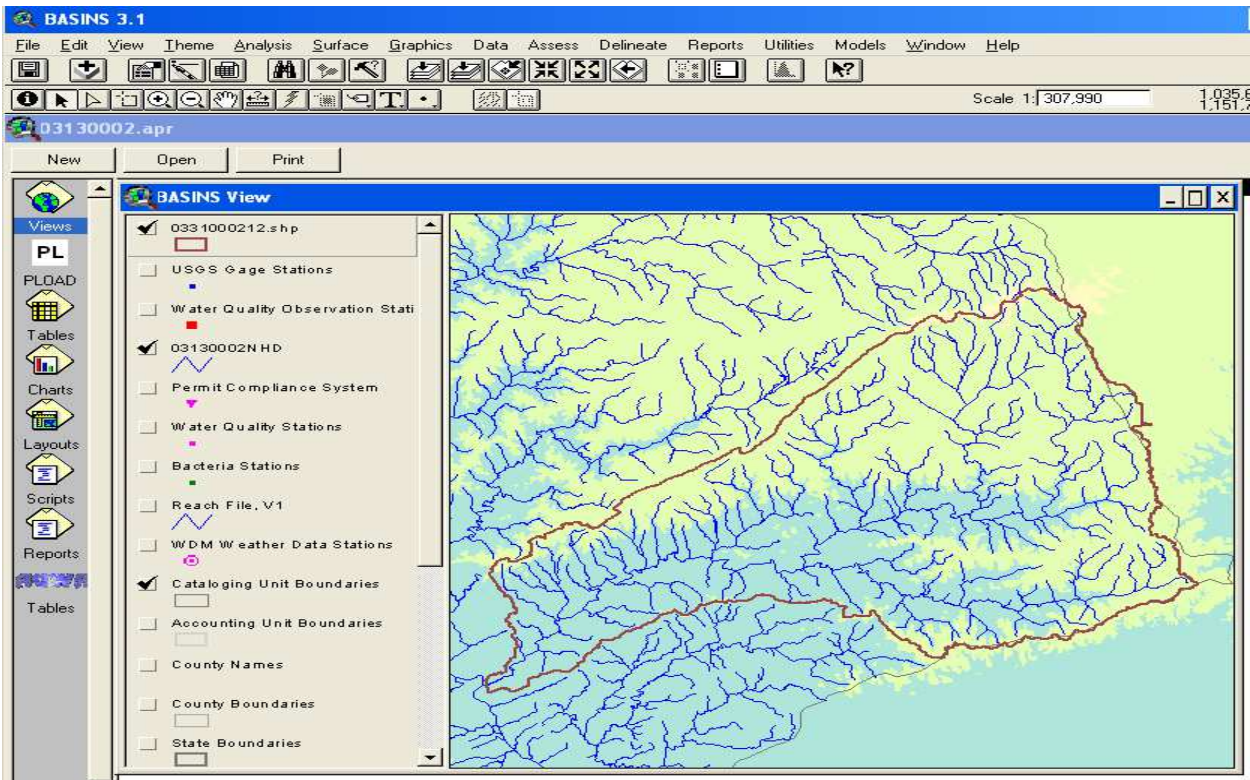 BASINS 3.1
File Edit View Theme Analysis Surface Graphics Data Assess Delineate Reports Utilities Models Window Help
Scale 1: 307,990
03130002.apr
New Open Print
Views
PL
PLOAD
Tables
Charts
Layouts
Scripts
Reports
Tables
BASINS View
0331000212.shp
USGS Gage Stations
Water Quality Observation Stati
03130002NHD
Permit Compliance System
Water Quality Stations
Bacteria Stations
Reach File, V1
WDM Weather Data Stations
Cataloging Unit Boundaries
Accounting Unit Boundaries
County Names
County Boundaries
State Boundaries